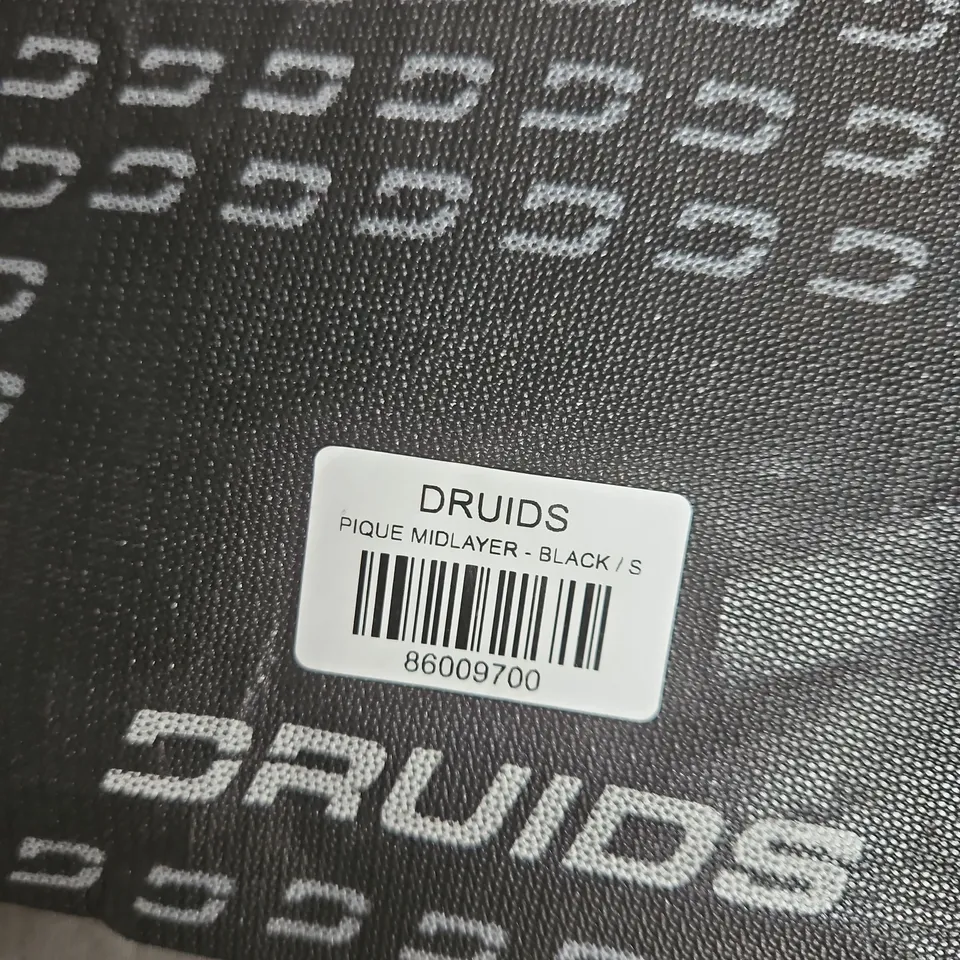 DRUIDS
PIQUE MIDLAYER - BLACK / S
86009700
DRUIDS